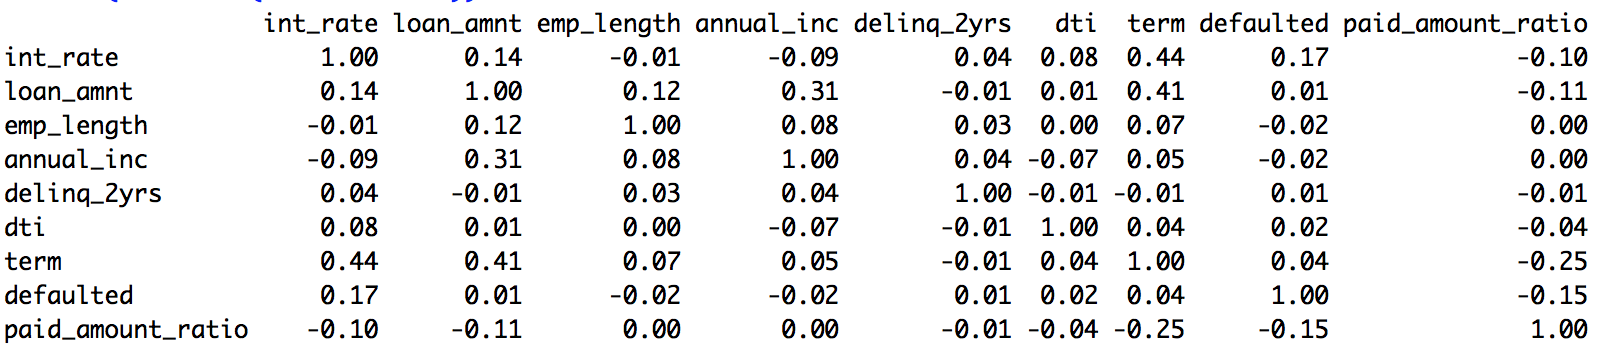 int_rate loan_amnt emp_length annual_inc delinq_2yrs dti term defaulted paid_amount_ratio
int_rate 1.00 0.14 -0.01 -0.09 0.04 0.08 0.44 0.17 -0.10
loan_amnt 0.14 1.00 0.12 0.31 -0.01 0.01 0.41 0.01 -0.11
emp_length -0.01 0.12 1.00 0.08 0.03 0.00 0.07 -0.02 0.00
annual_inc -0.09 0.31 0.08 1.00 0.04 -0.07 0.05 -0.02 0.00
delinq_2yrs 0.04 -0.01 0.03 0.04 1.00 -0.01 -0.01 0.01 -0.01
dti 0.08 0.01 0.00 -0.07 -0.01 1.00 0.04 0.02 -0.04
term 0.44 0.41 0.07 0.05 -0.01 0.04 1.00 0.04 -0.25
defaulted 0.17 0.01 -0.02 -0.02 0.01 0.02 0.04 1.00 -0.15
paid_amount_ratio -0.10 -0.11 0.00 0.00 -0.01 -0.04 -0.25 -0.15 1.00